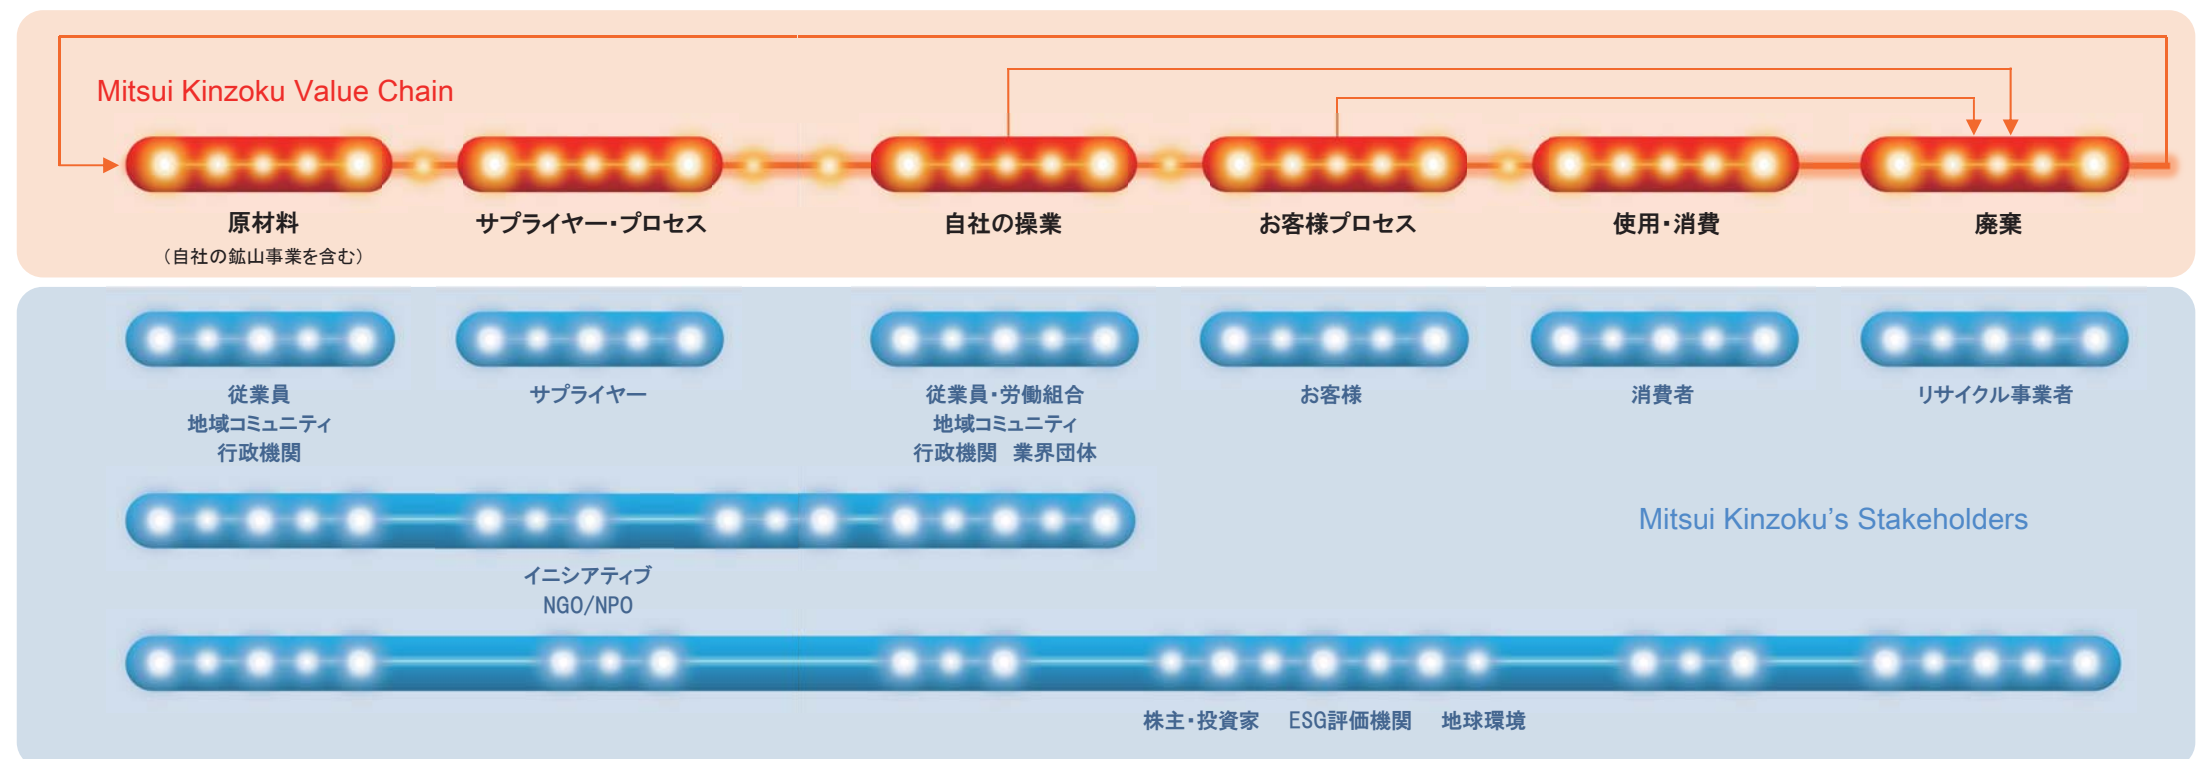 Mitsui Kinzoku Value Chain
原材料
(自社の鉱山事業を含む)
サプライヤー・プロセス
自社の操業
お客様プロセス
使用・消費
廃棄
従業員
地域コミュニティ
行政機関
サプライヤー
従業員・労働組合
地域コミュニティ
行政機関 業界団体
お客様
消費者
リサイクル事業者
イニシアティブ
NGO/NPO
Mitsui Kinzoku’s Stakeholders
株主・投資家 ESG評価機関 地球環境